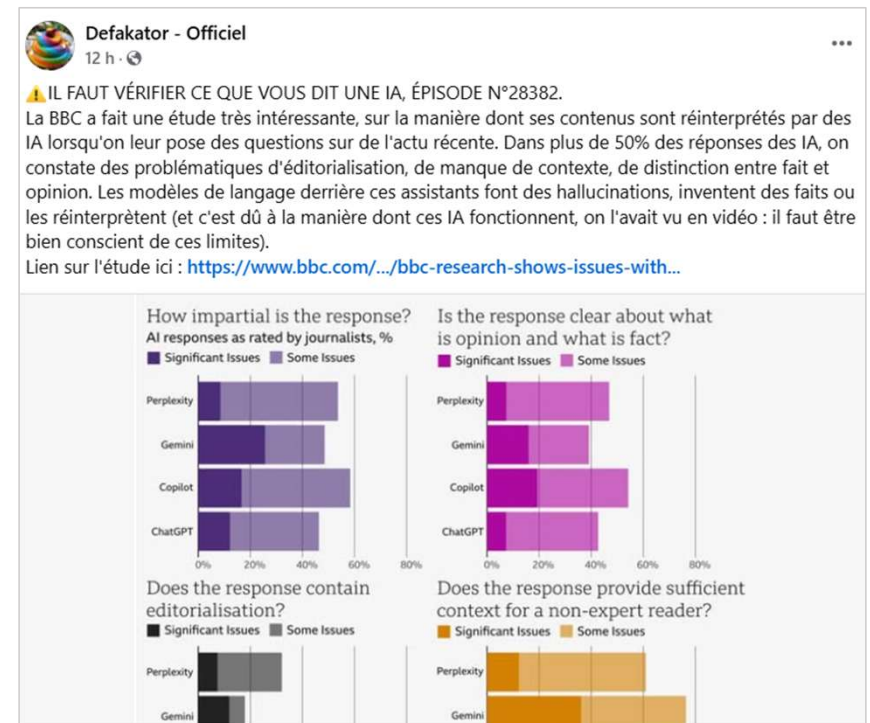 Defakator - Officiel
12 h ·
⚠️IL FAUT VÉRIFIER CE QUE VOUS DIT UNE IA, ÉPISODE N°28382.
La BBC a fait une étude très intéressante, sur la manière dont ses contenus sont réinterprétés par des
IA lorsqu'on leur pose des questions sur de l'actu récente. Dans plus de 50% des réponses des IA, on
constate des problématiques d'éditorialisation, de manque de contexte, de distinction entre fait et
opinion. Les modèles de langage derrière ces assistants font des hallucinations, inventent des faits ou
les réinterprètent (et c'est dû à la manière dont ces IA fonctionnent, on l'avait vu en vidéo : il faut être
bien conscient de ces limites).
Lien sur l'étude ici : https://www.bbc.com/.../bbc-research-shows-issues-with...
How impartial is the response?
AI responses as rated by journalists, %
Significant Issues Some Issues
Perplexity
Gemini
Copilot
ChatGPT
0% 20% 40% 60% 80%
Is the response clear about what
is opinion and what is fact?
Significant Issues Some Issues
Perplexity
Gemini
Copilot
ChatGPT
0% 20% 40% 60% 80%
Does the response contain
editorialisation?
Significant Issues Some Issues
Perplexity
Gemini
Does the response provide sufficient
context for a non-expert reader?
Significant Issues Some Issues
Perplexity
Gemini